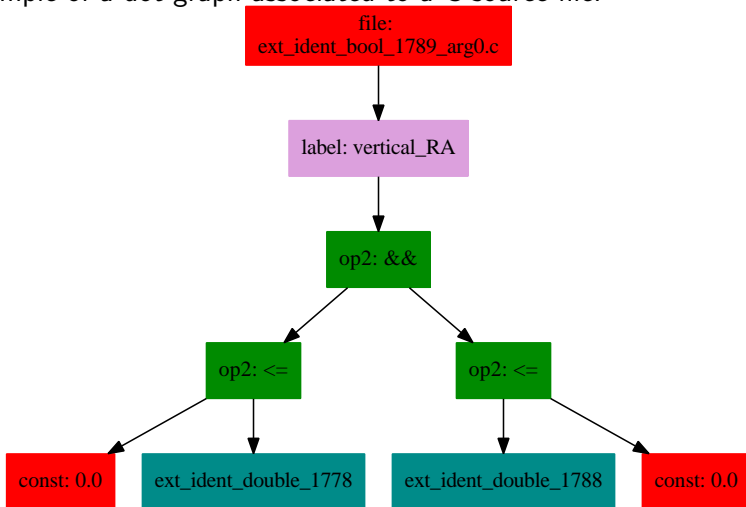 file:
ext_ident_bool_1789_arg0.c
label: vertical_RA
op2: &&
op2: <=
op2: <=
const: 0.0
ext_ident_double_1778
ext_ident_double_1788
const: 0.0